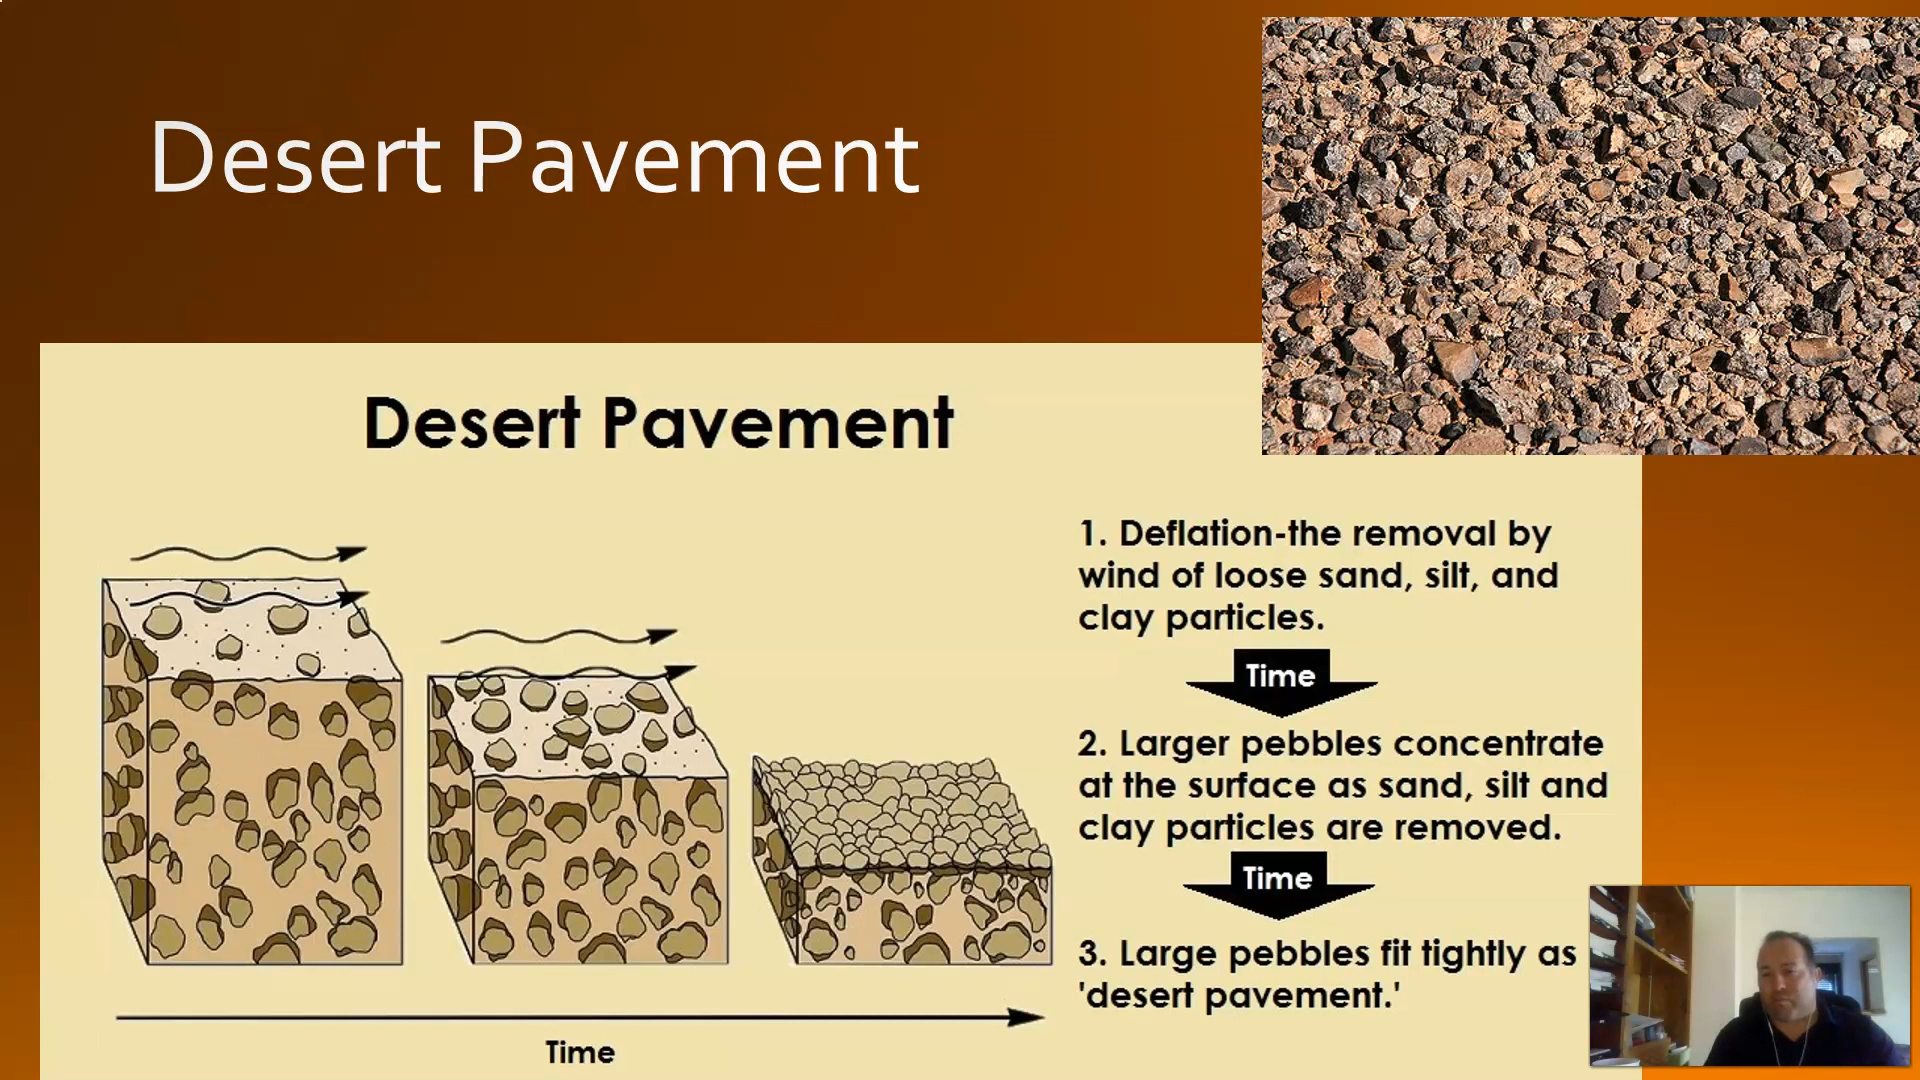 Desert Pavement
Desert Pavement
1. Deflation-the removal by
wind of loose sand, silt, and
clay particles.
Time
2. Larger pebbles concentrate
at the surface as sand, silt and
clay particles are removed.
Time
3. Large pebbles fit tightly as
'desert pavement.'
Time